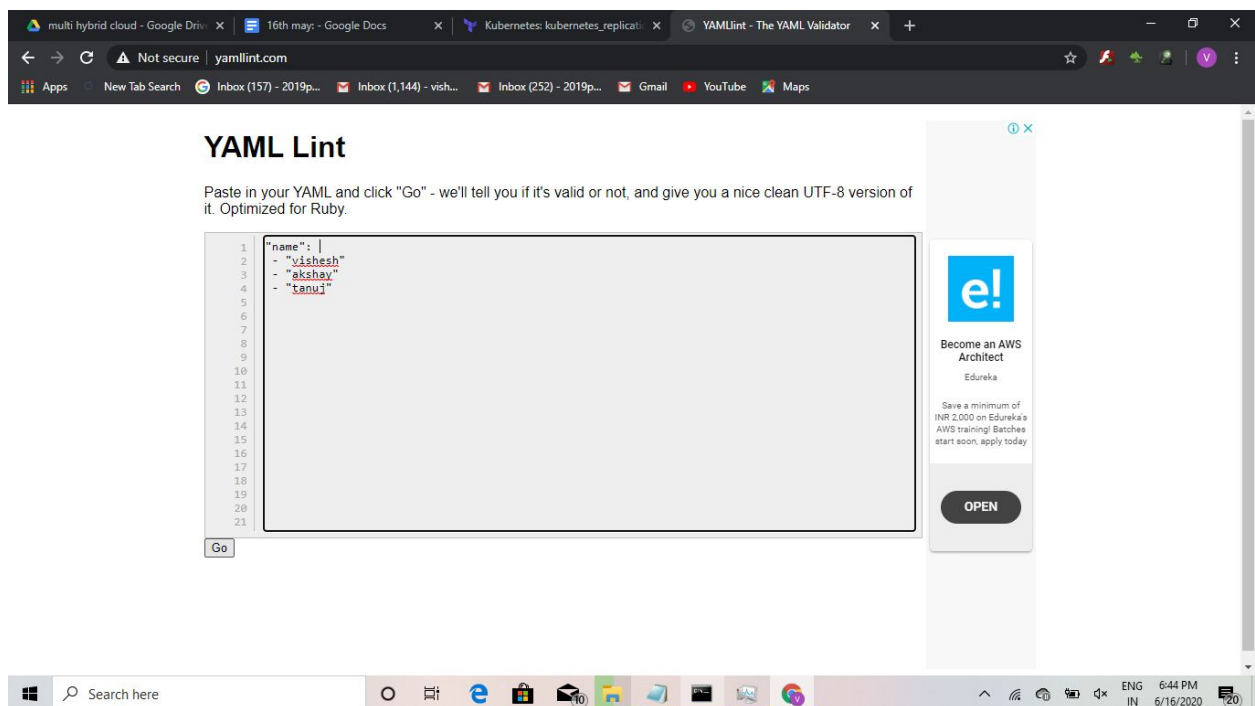 multi hybrid cloud - Google Driv
16th may: - Google Docs
Kubernetes: kubernetes_replicati
YAMLlint - The YAML Validator
Not secure | yamllint.com
Apps
New Tab Search
Inbox (157) - 2019p...
Inbox (1,144) - vish...
Inbox (252) - 2019p...
Gmail
YouTube
Maps
V
YAML Lint
Paste in your YAML and click "Go" - we'll tell you if it's valid or not, and give you a nice clean UTF-8 version of
it. Optimized for Ruby.
1 "name":
2 - "vishesh"
3 - "akshay"
4 - "tanuj"
5
6
7
8
9
10
11
12
13
14
15
16
17
18
19
20
21
Go
e!
Become an AWS
Architect
Edureka
Save a minimum of
INR 2,000 on Edureka's
AWS training! Batches
start soon, apply today
OPEN
Search here
10
V
ENG
IN
6:44 PM
6/16/2020
20